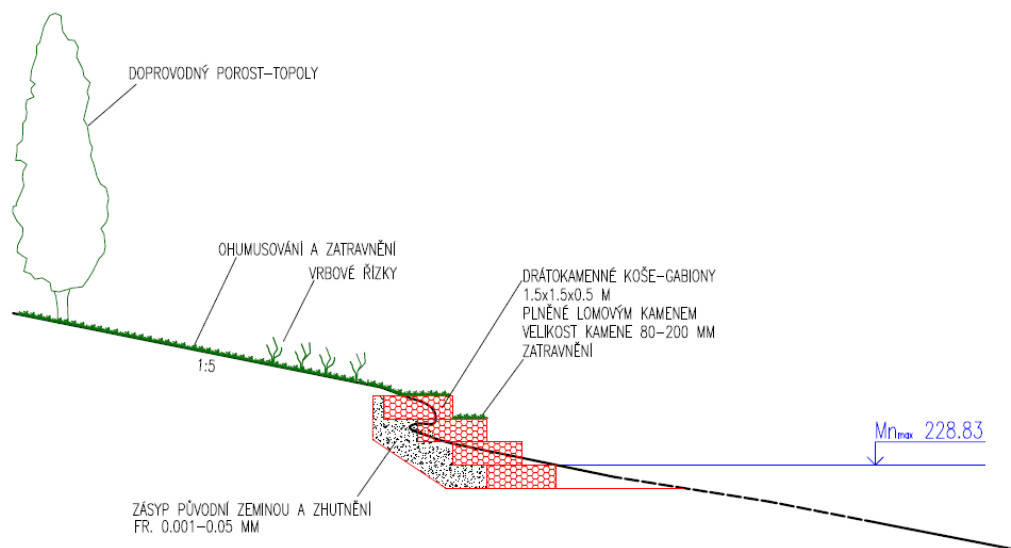 DOPROVODNÝ POROST-TOPOLY
OHUMUSOVÁNÍ A ZATRAVNĚNÍ
VRBOVÉ ŘÍZKY
1:5
DRÁTOKAMENNÉ KOŠE-GABIONY
1.5x1.5x0.5 M
PLNĚNÉ LOMOVÝM KAMENEM
VELIKOST KAMENE 80-200 MM
ZATRAVNĚNÍ
Mnmax 228.83
ZÁSYP PŮVODNÍ ZEMINOU A ZHUTNĚNÍ
FR. 0.001-0.05 MM